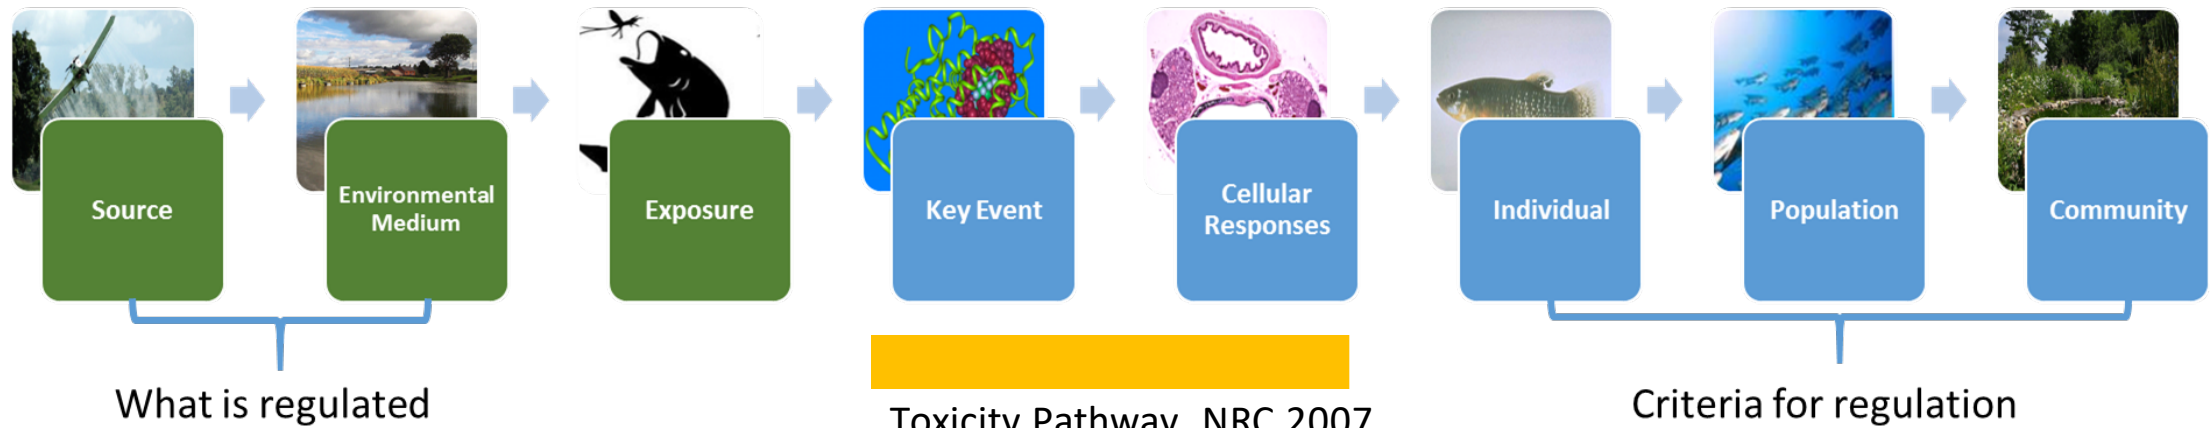 Source
Environmental
Medium
Exposure
Key Event
Cellular
Responses
Individual
Population
Community
What is regulated
Toxicity Pathway, NRC 2007
Criteria for regulation